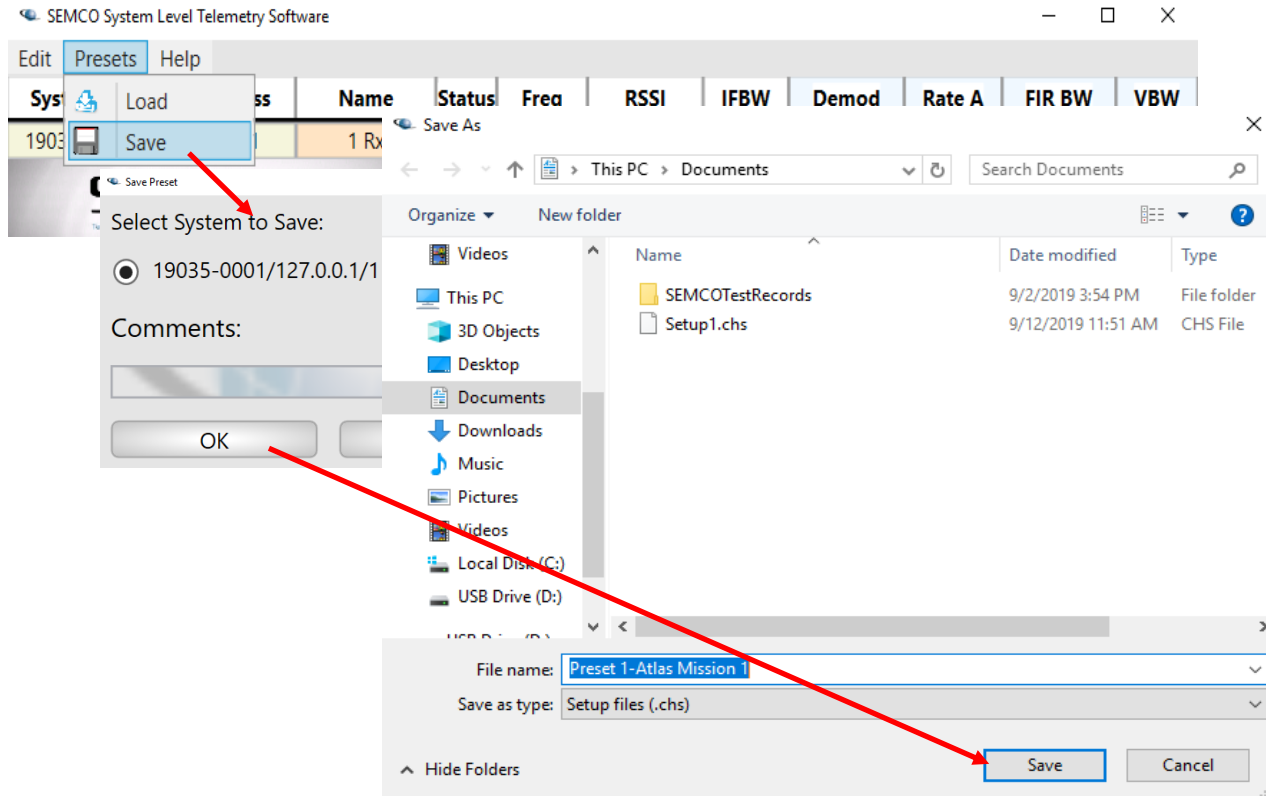 SEMCO System Level Telemetry Software
Edit Presets Help
Name Status Freq RSSI IFBW Demod Rate A FIR BW VBW
Load
Save
1903
1 Rx
Save Preset
Select System to Save:
19035-0001/127.0.0.1/1
Comments:
OK
Save As
This PC > Documents
Search Documents
Organize New folder
Name Date modified Type
SEMCOTestRecords 9/2/2019 3:54 PM File folder
Setup1.chs 9/12/2019 11:51 AM CHS File
Videos
This PC
3D Objects
Desktop
Documents
Downloads
Music
Pictures
Videos
Local Disk (C:)
USB Drive (D:)
File name: Preset 1-Atlas Mission 1
Save as type: Setup files (.chs)
Hide Folders
Save Cancel